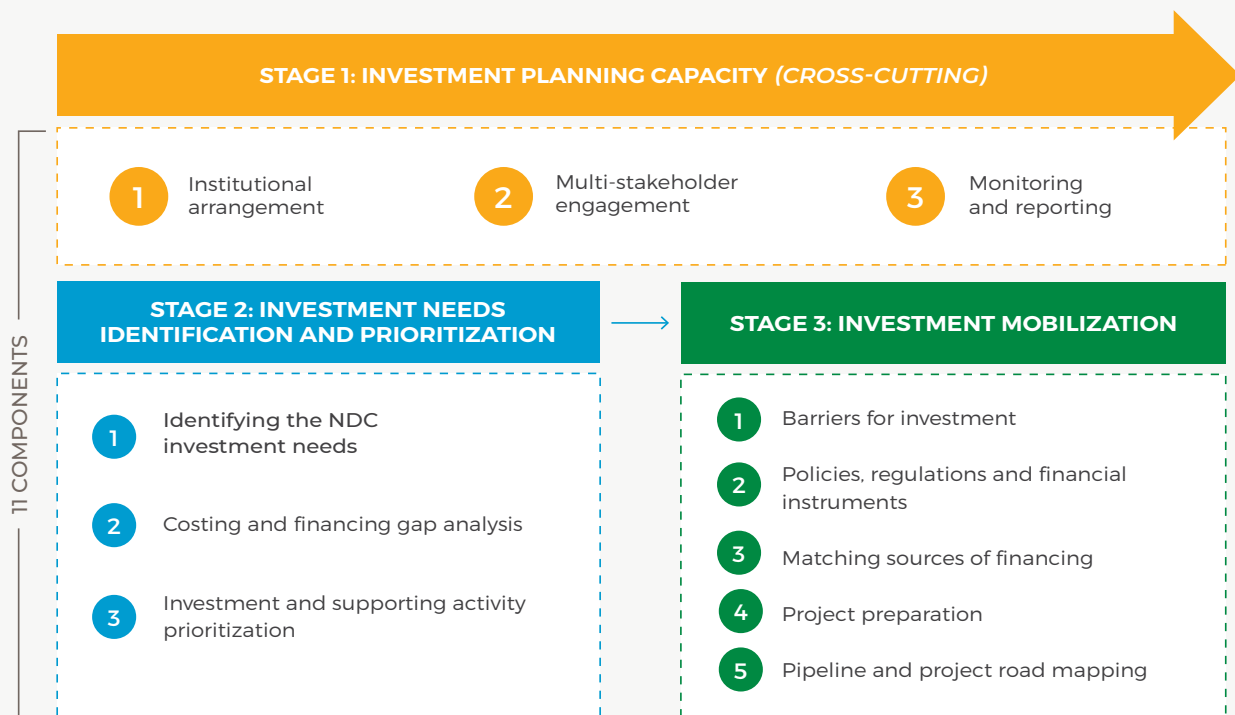 STAGE 1: INVESTMENT PLANNING CAPACITY (CROSS-CUTTING)
1
Institutional
arrangement
2
Multi-stakeholder
engagement
3
Monitoring
and reporting
11 COMPONENTS
STAGE 2: INVESTMENT NEEDS
IDENTIFICATION AND PRIORITIZATION
1
Identifying the NDC
investment needs
2
Costing and financing gap analysis
3
Investment and supporting activity
prioritization
STAGE 3: INVESTMENT MOBILIZATION
1
Barriers for investment
2
Policies, regulations and financial
instruments
3
Matching sources of financing
4
Project preparation
5
Pipeline and project road mapping